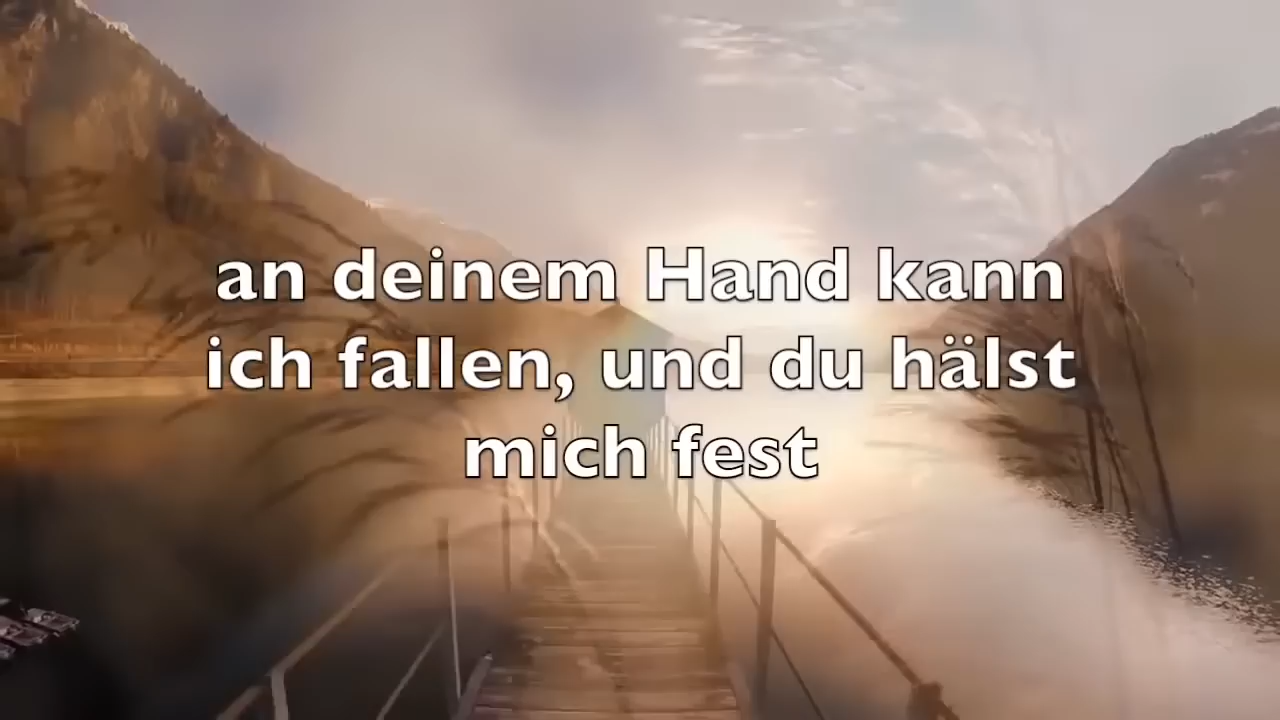 an deinem Hand kann
ich fallen, und du hälst
mich fest